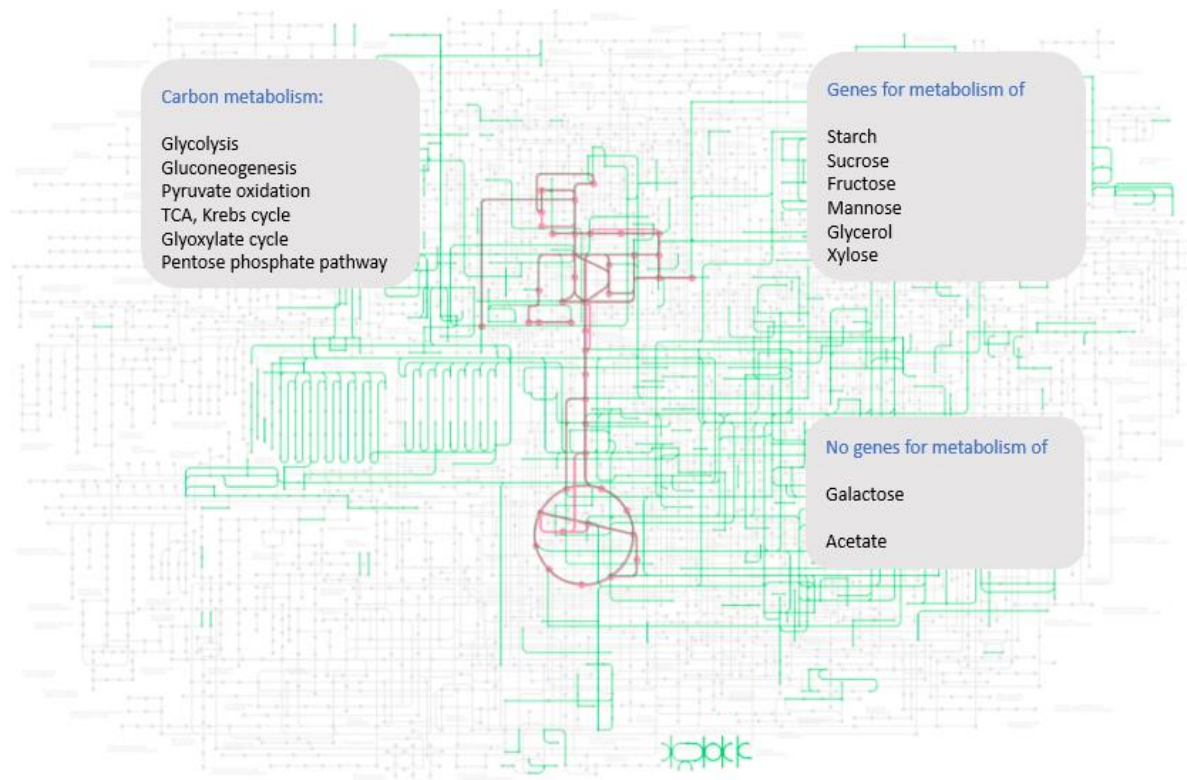 Carbon metabolism:
Glycolysis
Gluconeogenesis
Pyruvate oxidation
TCA, Krebs cycle
Glyoxylate cycle
Pentose phosphate pathway
Genes for metabolism of
Starch
Sucrose
Fructose
Mannose
Glycerol
Xylose
No genes for metabolism of
Galactose
Acetate